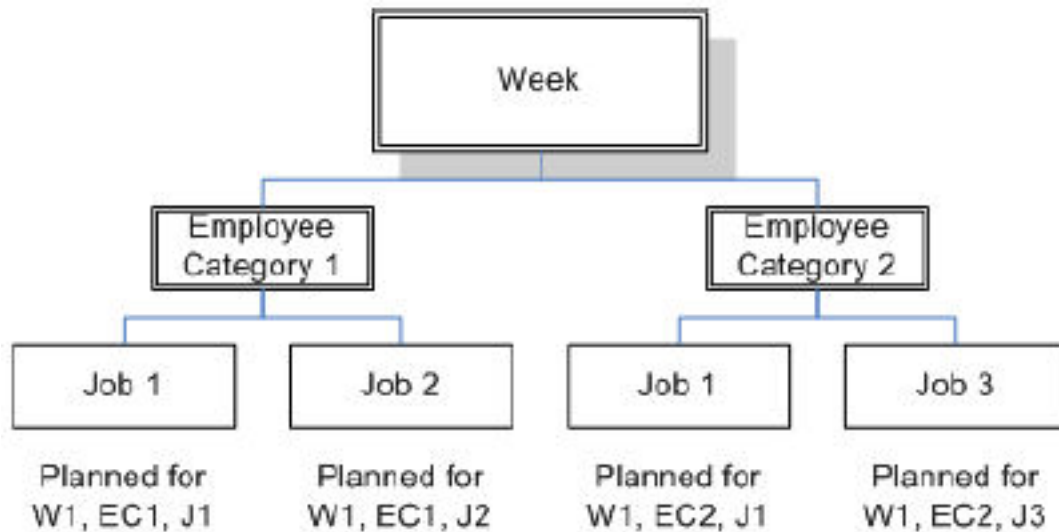 Week
Employee
Category 1
Employee
Category 2
Job 1
Job 2
Job 1
Job 3
Planned for
W1, EC1, J1
Planned for
W1, EC1, J2
Planned for
W1, EC2, J1
Planned for
W1, EC2, J3